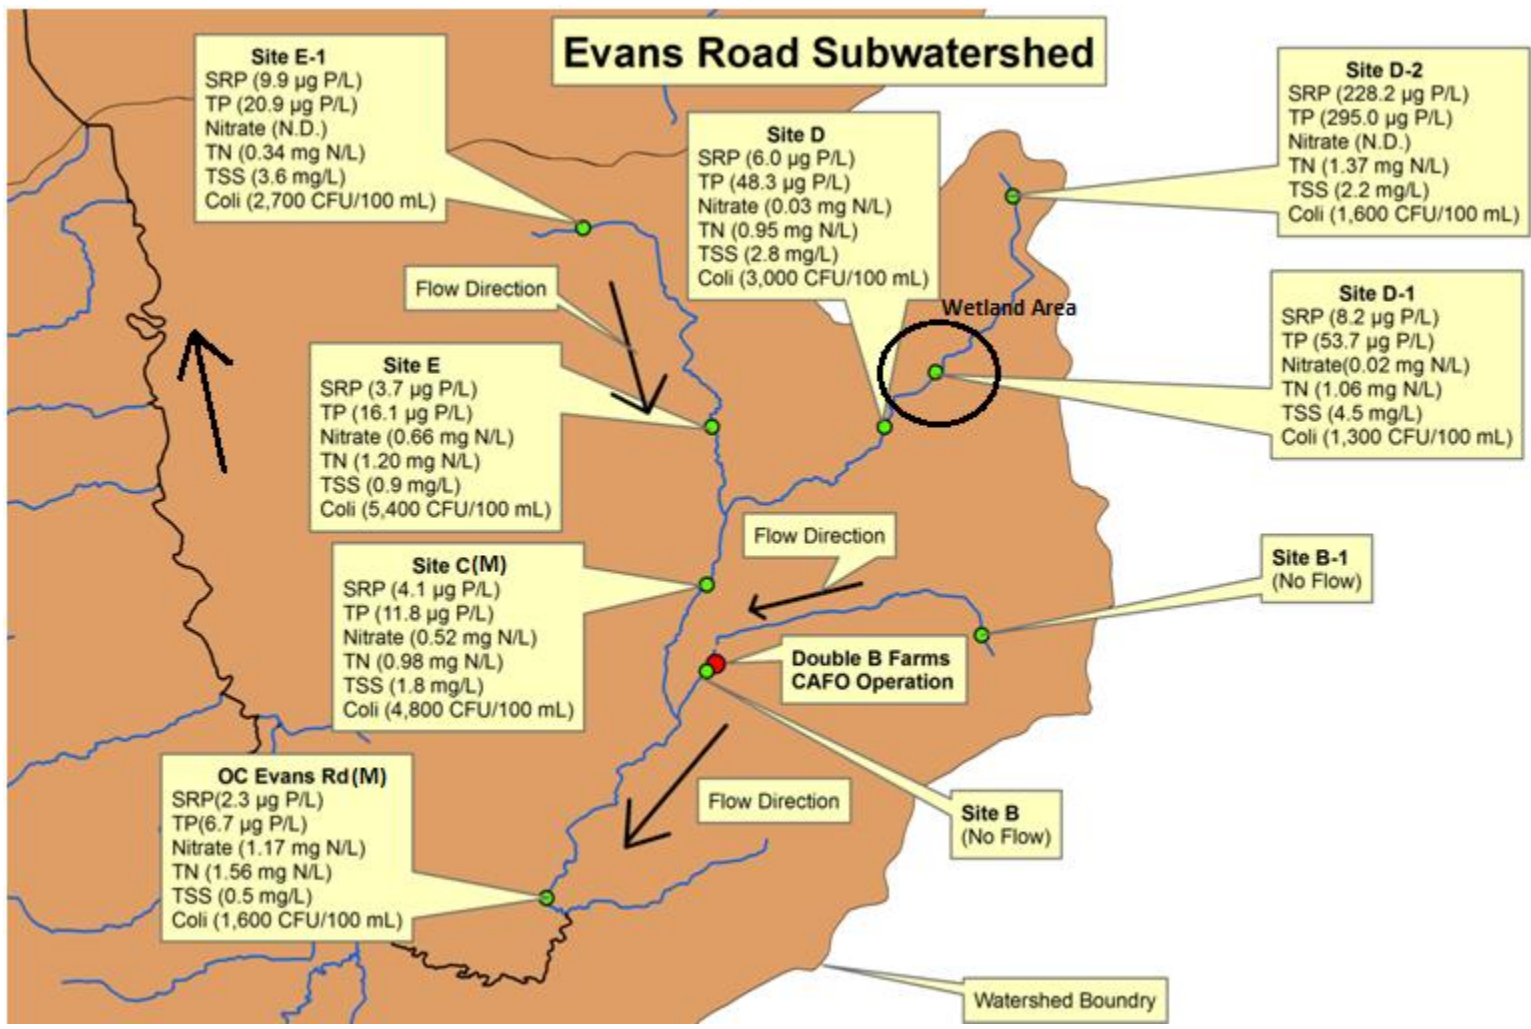 Evans Road Subwatershed
Site E-1
SRP (9.9 µg P/L)
TP (20.9 µg P/L)
Nitrate (N.D.)
TN (0.34 mg N/L)
TSS (3.6 mg/L)
Coli (2,700 CFU/100 mL)
Site D-2
SRP (228.2 µg P/L)
TP (295.0 µg P/L)
Nitrate (N.D.)
TN (1.37 mg N/L)
TSS (2.2 mg/L)
Coli (1,600 CFU/100 mL)
Site D
SRP (6.0 µg P/L)
TP (48.3 µg P/L)
Nitrate (0.03 mg N/L)
TN (0.95 mg N/L)
TSS (2.8 mg/L)
Coli (3,000 CFU/100 mL)
Flow Direction
Wetland Area
Site D-1
SRP (8.2 µg P/L)
TP (53.7 µg P/L)
Nitrate(0.02 mg N/L)
TN (1.06 mg N/L)
TSS (4.5 mg/L)
Coli (1,300 CFU/100 mL)
Site E
SRP (3.7 µg P/L)
TP (16.1 µg P/L)
Nitrate (0.66 mg N/L)
TN (1.20 mg N/L)
TSS (0.9 mg/L)
Coli (5,400 CFU/100 mL)
Flow Direction
Site C(M)
SRP (4.1 µg P/L)
TP (11.8 µg P/L)
Nitrate (0.52 mg N/L)
TN (0.98 mg N/L)
TSS (1.8 mg/L)
Coli (4,800 CFU/100 mL)
Site B-1
(No Flow)
Double B Farms
CAFO Operation
OC Evans Rd(M)
SRP(2.3 µg P/L)
TP(6.7 µg P/L)
Nitrate (1.17 mg N/L)
TN (1.56 mg N/L)
TSS (0.5 mg/L)
Coli (1,600 CFU/100 mL)
Flow Direction
Site B
(No Flow)
Watershed Boundry